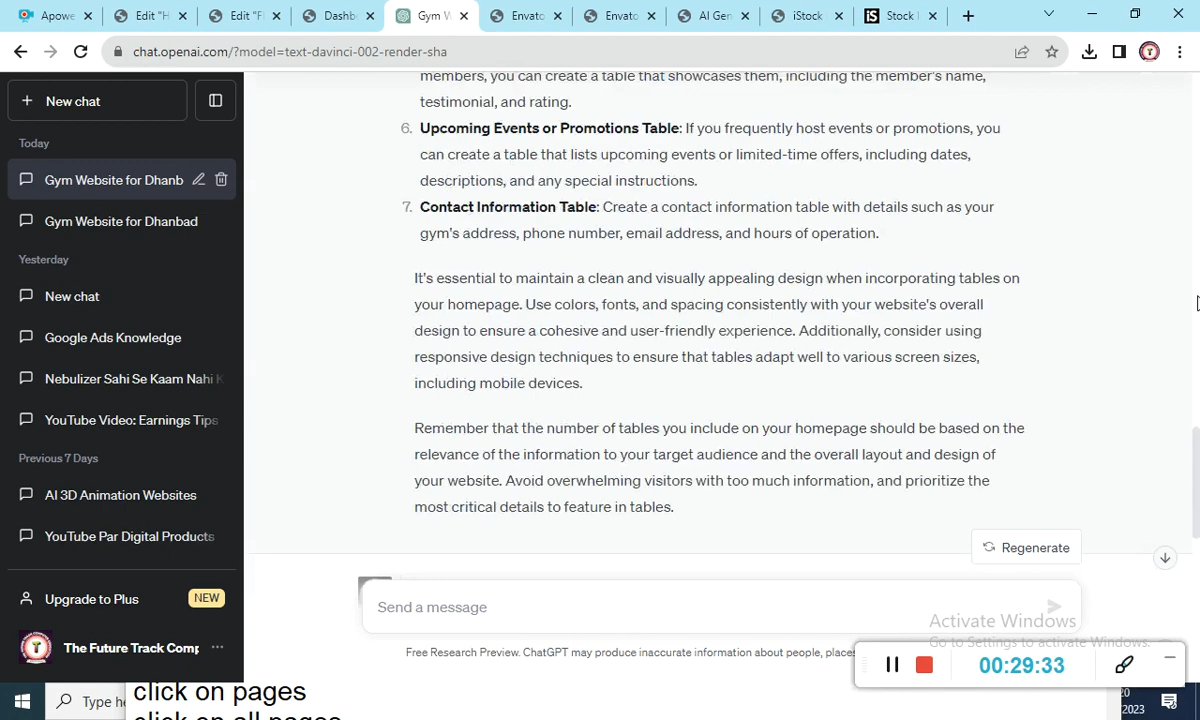 Apowe
Edit "H
Edit "Fl
Dashb
Gym W
Envato
Envato
AI Gen
iStock
iS Stock
chat.openai.com/?model=text-davinci-002-render-sha
New chat
Today
Gym Website for Dhanb
Gym Website for Dhanbad
Yesterday
New chat
Google Ads Knowledge
Nebulizer Sahi Se Kaam Nahi K
YouTube Video: Earnings Tips
Previous 7 Days
AI 3D Animation Websites
YouTube Par Digital Products
Upgrade to Plus NEW
The Future Track Comp
members, you can create a table that showcases them, including the member's name,
testimonial, and rating.
6. Upcoming Events or Promotions Table: If you frequently host events or promotions, you
can create a table that lists upcoming events or limited-time offers, including dates,
descriptions, and any special instructions.
7. Contact Information Table: Create a contact information table with details such as your
gym's address, phone number, email address, and hours of operation.
It's essential to maintain a clean and visually appealing design when incorporating tables on
your homepage. Use colors, fonts, and spacing consistently with your website's overall
design to ensure a cohesive and user-friendly experience. Additionally, consider using
responsive design techniques to ensure that tables adapt well to various screen sizes,
including mobile devices.
Remember that the number of tables you include on your homepage should be based on the
relevance of the information to your target audience and the overall layout and design of
your website. Avoid overwhelming visitors with too much information, and prioritize the
most critical details to feature in tables.
Regenerate
Send a message
Activate Windows
Go to Settings to activate Windows.
Free Research Preview. ChatGPT may produce inaccurate information about people, places
00:29:33
Type he
click on pages
click on all pages
20
2023